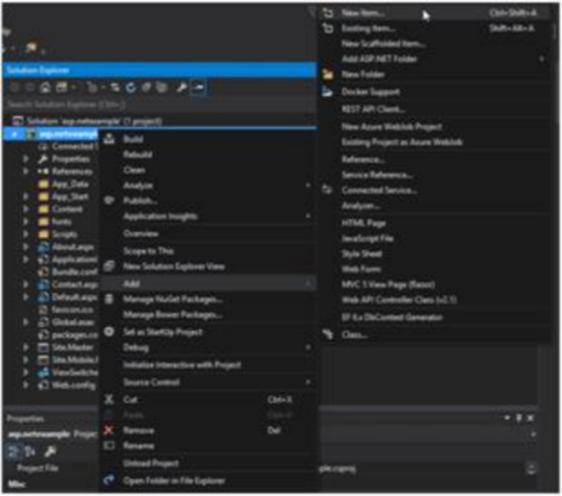 Solution Explorer
Search Solution Explorer (Ctrl+;)
Solution 'asp.netexample' (1 project)
asp.netexample
Connected
Properties
References
App_Data
App_Start
Content
fonts
Scripts
About.aspx
Bundle.conf
Contact.asp
Default.asp
favicon.ico
Global.asax
packages.co
Site.Master
Site.Mobile.
ViewSwitche
Web.config
Build
Rebuild
Clean
Analyze
Publish...
Application Insights
Overview
Scope to This
New Solution Explorer View
Add
Manage NuGet Packages...
Manage Bower Packages...
Set as StartUp Project
Debug
Initialize Interactive with Project
Source Control
Cut Ctrl+X
Paste Ctrl+V
Remove Del
Rename
Unload Project
Open Folder in File Explorer
New Item... Ctrl+Shift+A
Existing Item... Shift+Alt+A
New Scaffolded Item...
Add ASP.NET Folder
New Folder
Docker Support
REST API Client...
New Azure WebJob Project
Existing Project as Azure WebJob
Reference...
Service Reference...
Connected Service...
Analyzer...
HTML Page
JavaScript File
Style Sheet
Web Form
MVC 5 View Page (Razor)
Web API Controller Class (v2.1)
EF 6.x DbContext Generator
Class...
Properties
asp.netexample Projec
Project File ple.csproj
Misc